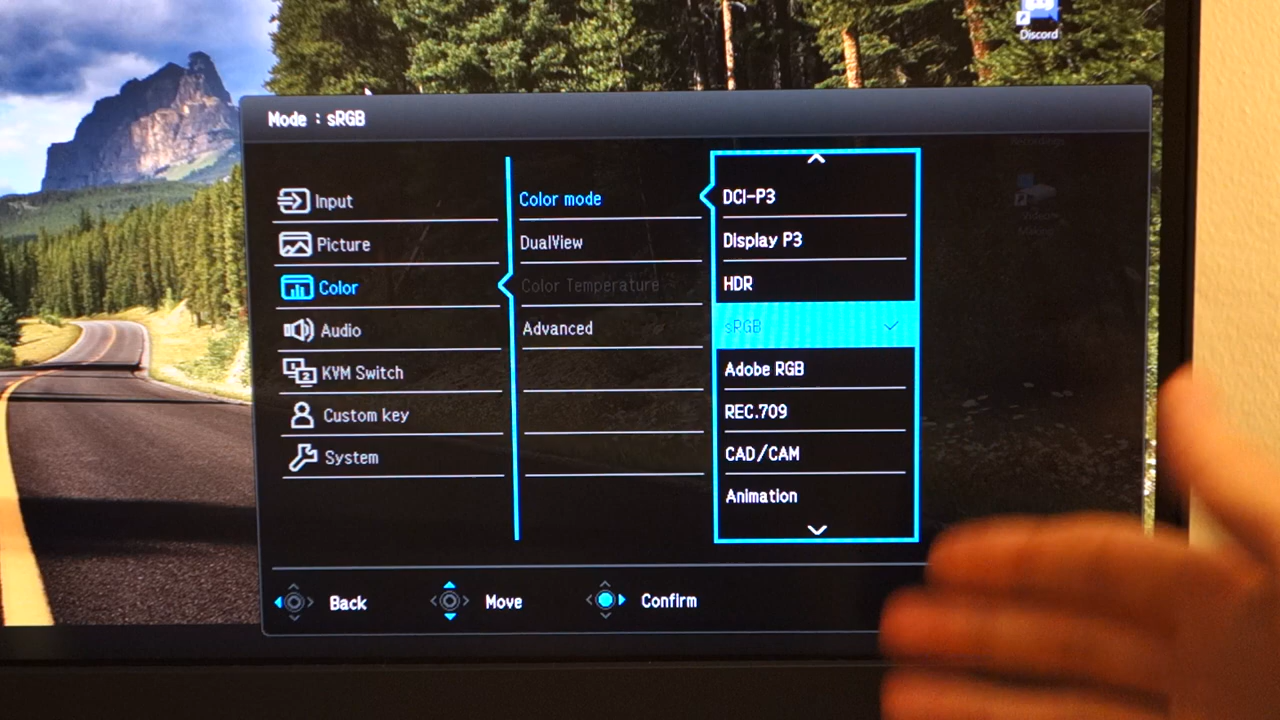 Discord
Mode : sRGB
Input
Picture
Color
Audio
KVM Switch
Custom key
System
Color mode
DualView
Color Temperature
Advanced
DCI-P3
Display P3
HDR
sRGB
Adobe RGB
REC.709
CAD/CAM
Animation
Back
Move
Confirm